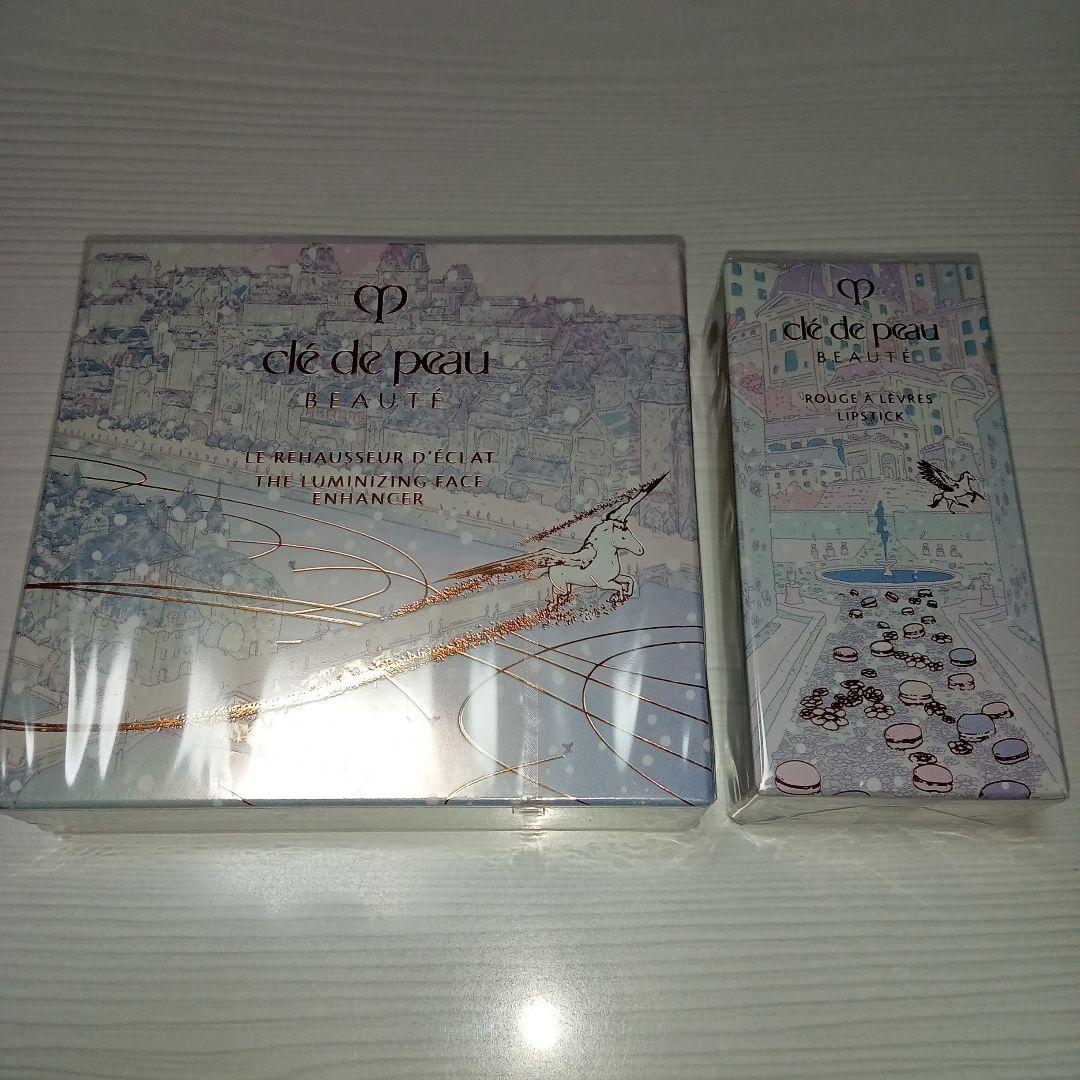 clé de peau
BEAUTÉ
LE REHAUSSEUR D'ÉCLAT
THE LUMINIZING FACE
ENHANCER
clé de peau
BEAUTÉ
ROUGE À LÈVRES
LIPSTICK